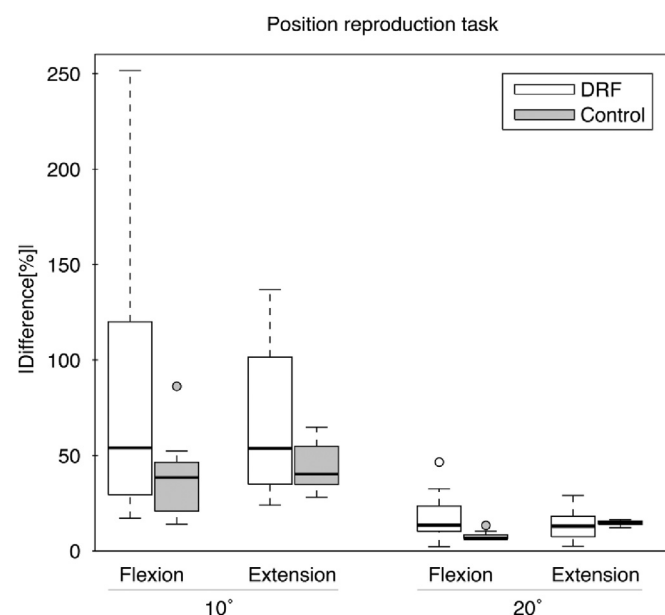 Position reproduction task
|Difference[%]|
250
200
150
100
50
0
DRF
Control
Flexion Extension Flexion Extension
10° 20°